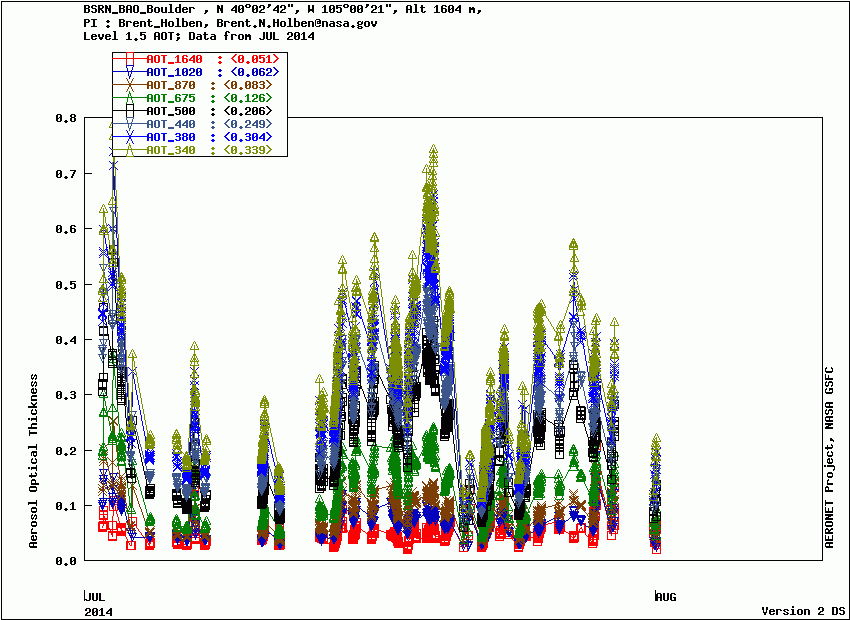 BSRN_BAO_Boulder , N 40°02'42", W 105°00'21", Alt 1604 m,
PI : Brent_Holben, Brent.N.Holben@nasa.gov
Level 1.5 AOT; Data from JUL 2014
AOT_1640 : <0.051>
AOT_1020 : <0.062>
AOT_870 : <0.083>
AOT_675 : <0.126>
AOT_500 : <0.206>
AOT_440 : <0.249>
AOT_380 : <0.304>
AOT_340 : <0.339>
0.8
0.7
0.6
0.5
0.4
0.3
0.2
0.1
0.0
Aerosol Optical Thickness
AERONET Project, NASA GSFC
JUL
AUG
2014
Version 2 DS